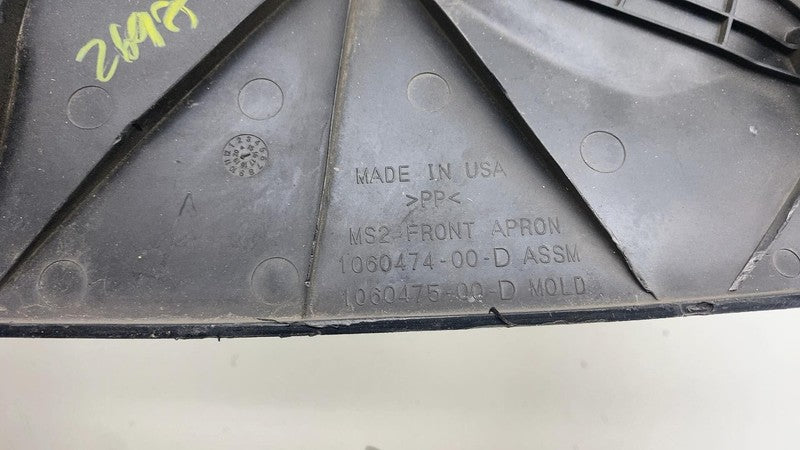 MADE IN USA
>PP<
MS2-FRONT APRON
1060474-00-D ASSM
1060475-00-D MOLD
A